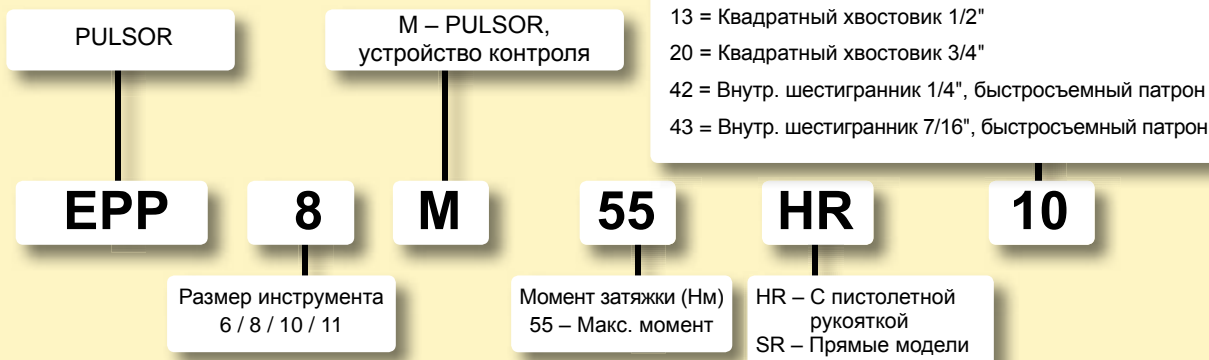 PULSOR
M – PULSOR,
устройство контроля
13 = Квадратный хвостовик 1/2"
20 = Квадратный хвостовик 3/4"
42 = Внутр. шестигранник 1/4", быстросъемный патрон
43 = Внутр. шестигранник 7/16", быстросъемный патрон
EPP
8
M
55
HR
10
Размер инструмента
6 / 8 / 10 / 11
Момент затяжки (Нм)
55 – Макс. момент
HR – С пистолетной
рукояткой
SR – Прямые модели